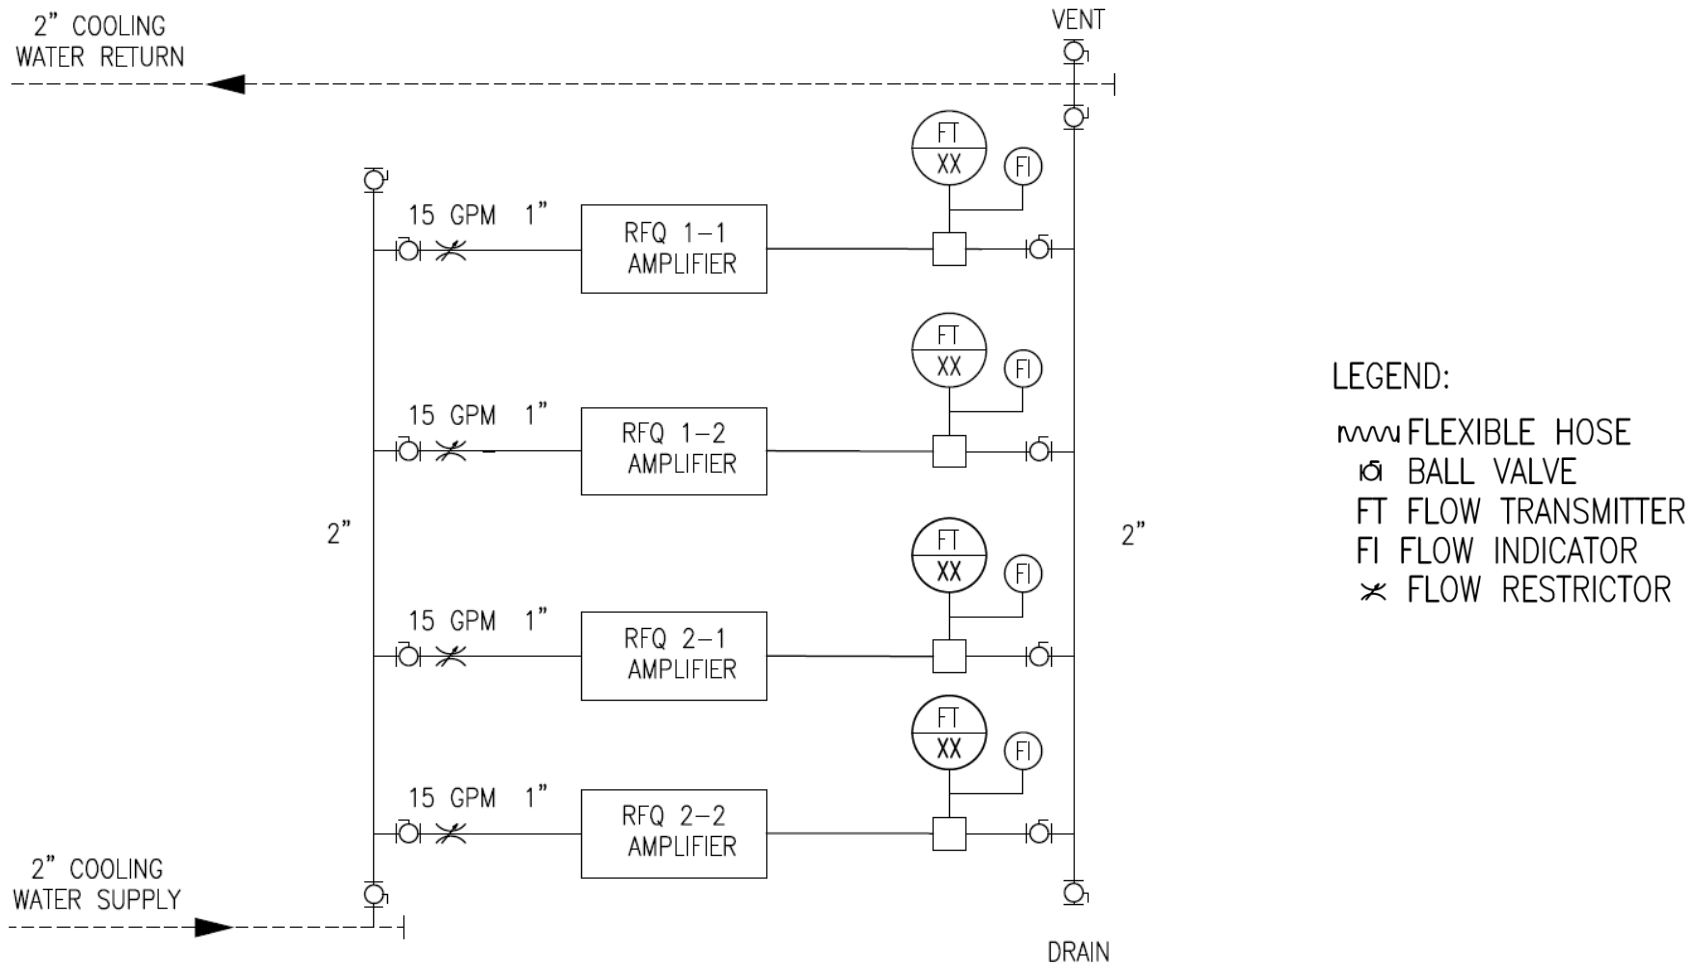 2” COOLING
WATER RETURN
VENT
FT
XX
FI
15 GPM 1”
RFQ 1-1
AMPLIFIER
FT
XX
FI
15 GPM 1”
RFQ 1-2
AMPLIFIER
2”
2”
FT
XX
FI
15 GPM 1”
RFQ 2-1
AMPLIFIER
FT
XX
FI
15 GPM 1”
RFQ 2-2
AMPLIFIER
2” COOLING
WATER SUPPLY
DRAIN
LEGEND:
FLEXIBLE HOSE
BALL VALVE
FT FLOW TRANSMITTER
FI FLOW INDICATOR
FLOW RESTRICTOR